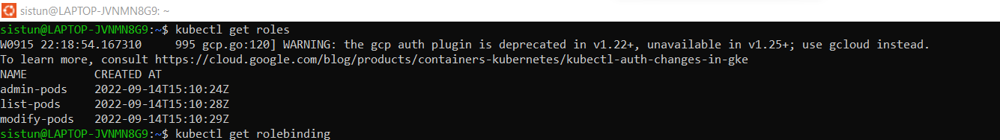 sistun@LAPTOP-JVNMN8G9: ~
sistun@LAPTOP-JVNMN8G9:~$ kubectl get roles
W0915 22:18:54.167310     995 gcp.go:120] WARNING: the gcp auth plugin is deprecated in v1.22+, unavailable in v1.25+; use gcloud instead.
To learn more, consult https://cloud.google.com/blog/products/containers-kubernetes/kubectl-auth-changes-in-gke
NAME          CREATED AT
admin-pods    2022-09-14T15:10:24Z
list-pods     2022-09-14T15:10:28Z
modify-pods   2022-09-14T15:10:29Z
sistun@LAPTOP-JVNMN8G9:~$ kubectl get rolebinding